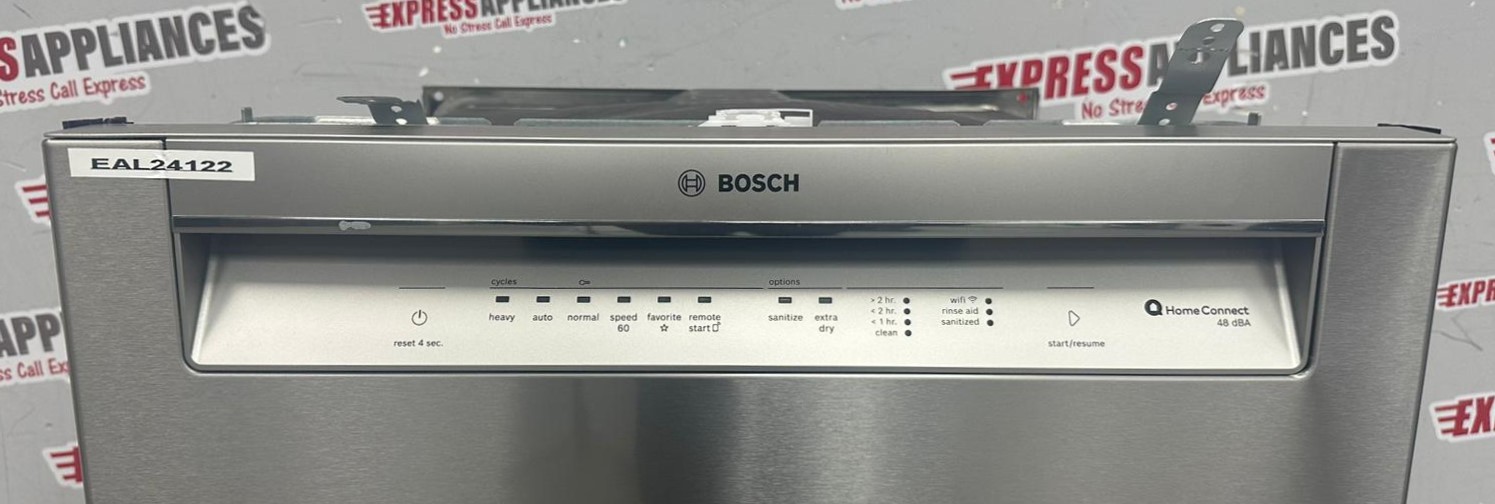 SAPPLIANCES
Stress Call Express
EXPRESSAPPLIANCES
No Stress Call Express
EXPRESSAPPLIANCES
No Stress Express
EAL24122
BOSCH
cycles
options
heavy
auto
normal
speed
60
favorite
remote
start
sanitize
extra
dry
> 2 hr.
< 2 hr.
< 1 hr.
clean
wifi
rinse aid
sanitized
reset 4 sec.
start/resume
Home Connect
48 dBA
APP
ss Call Ex
EXPR
EX